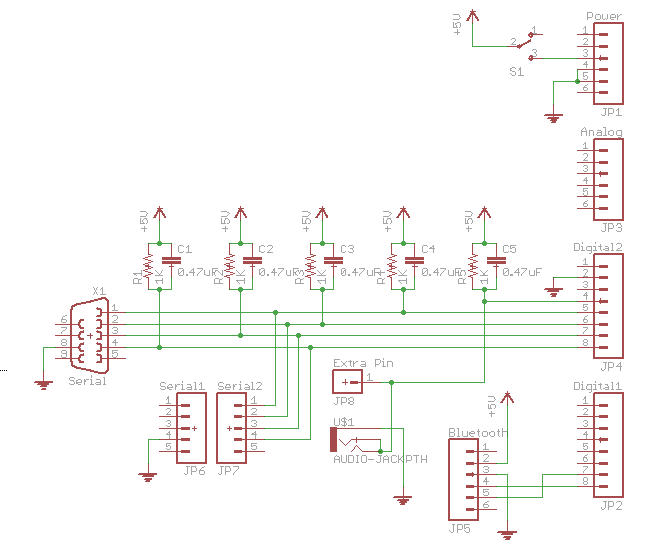 Power
+5V
1
2
3
S1
1
2
3
4
5
6
JP1
Analog
1
2
3
4
5
6
JP3
+5V
+5V
+5V
+5V
+5V
C1
C2
C3
C4
C5
R1
1K
0.47uF
R2
1K
0.47uF
R3
1K
0.47uF
1K
0.47uF
1K
0.47uF
Digital2
1
2
3
4
5
6
7
8
JP4
X1
1
2
3
4
5
6
7
8
9
Serial
Extra Pin
1
JP8
Serial1
1
2
3
4
5
JP6
Serial2
1
2
3
4
5
JP7
U$1
AUDIO-JACKPTH
+5V
Bluetooth
1
2
3
4
5
6
JP5
Digital1
1
2
3
4
5
6
7
8
JP2